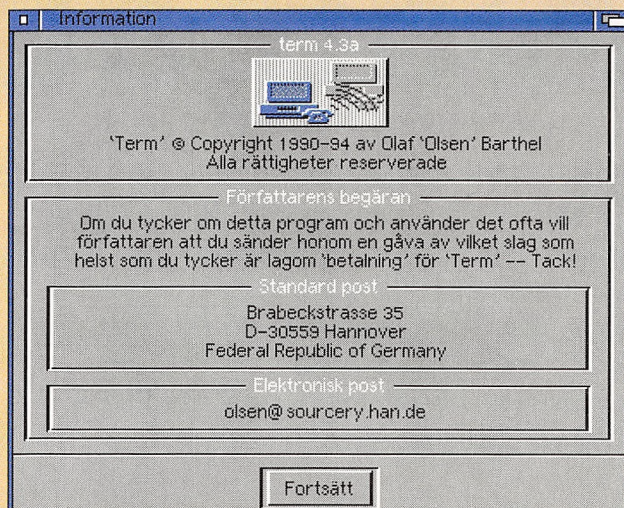 Information
term 4.3a
'Term' © Copyright 1990-94 av Olaf 'Olsen' Barthel
Alla rättigheter reserverade
Författarens begäran
Om du tycker om detta program och använder det ofta vill
författaren att du sänder honom en gåva av vilket slag som
helst som du tycker är lagom 'betalning' för 'Term' -- Tack!
Standard post
Brabeckstrasse 35
D-30559 Hannover
Federal Republic of Germany
Elektronisk post
olsen@sourcery.han.de
Fortsätt